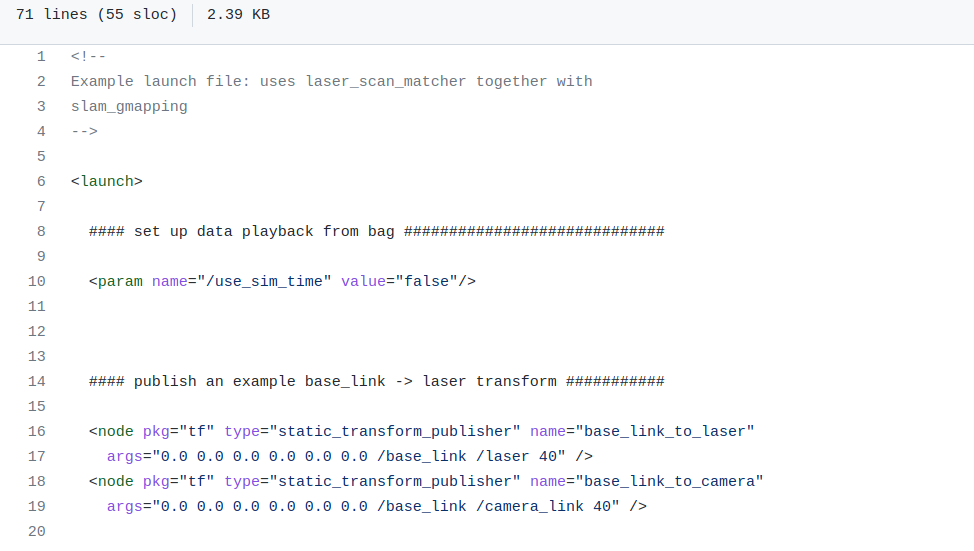 71 lines (55 sloc) 2.39 KB
1 <!--
2 Example launch file: uses laser_scan_matcher together with
3 slam_gmapping
4 -->
5
6 <launch>
7
8 #### set up data playback from bag #############################
9
10 <param name="/use_sim_time" value="false"/>
11
12
13
14 #### publish an example base_link -> laser transform ###########
15
16 <node pkg="tf" type="static_transform_publisher" name="base_link_to_laser"
17 args="0.0 0.0 0.0 0.0 0.0 0.0 /base_link /laser 40" />
18 <node pkg="tf" type="static_transform_publisher" name="base_link_to_camera"
19 args="0.0 0.0 0.0 0.0 0.0 0.0 /base_link /camera_link 40" />
20